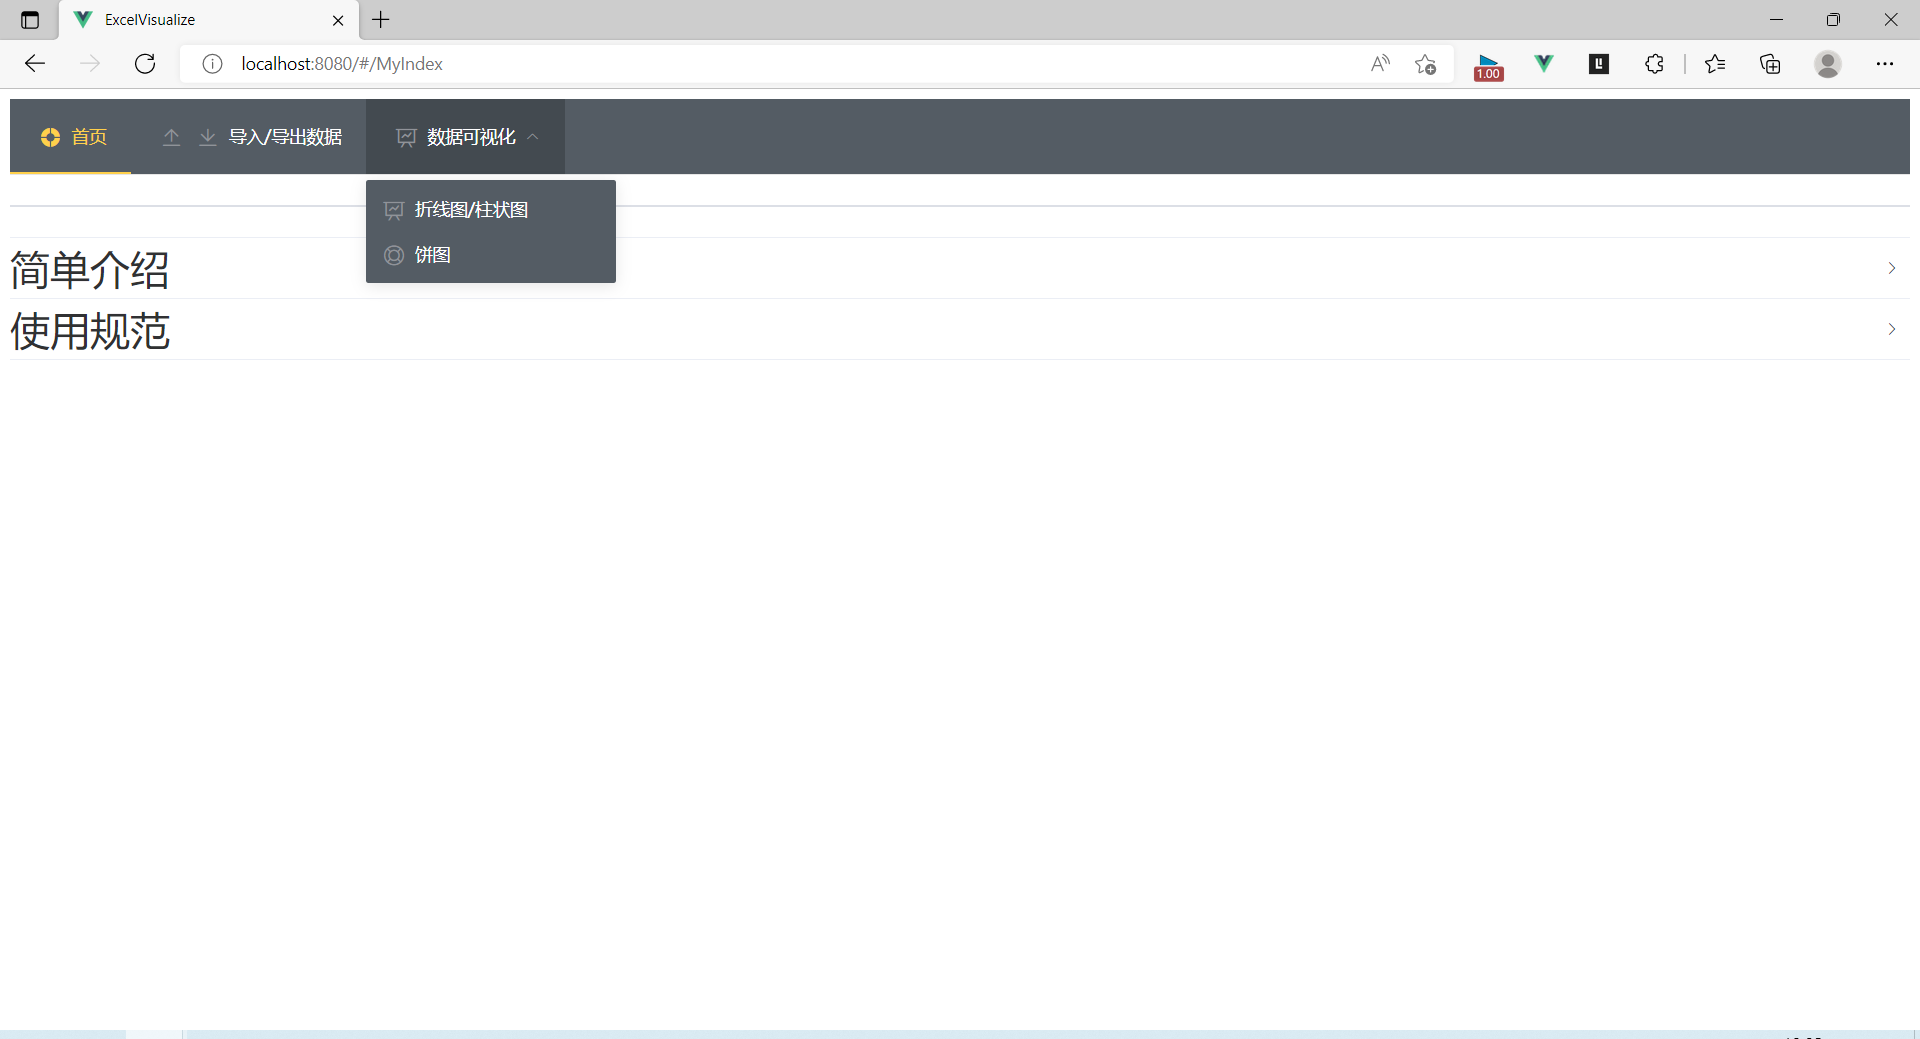 ExcelVisualize
localhost:8080/#/MyIndex
1.00
首页
导入/导出数据
数据可视化
折线图/柱状图
饼图
简单介绍
使用规范